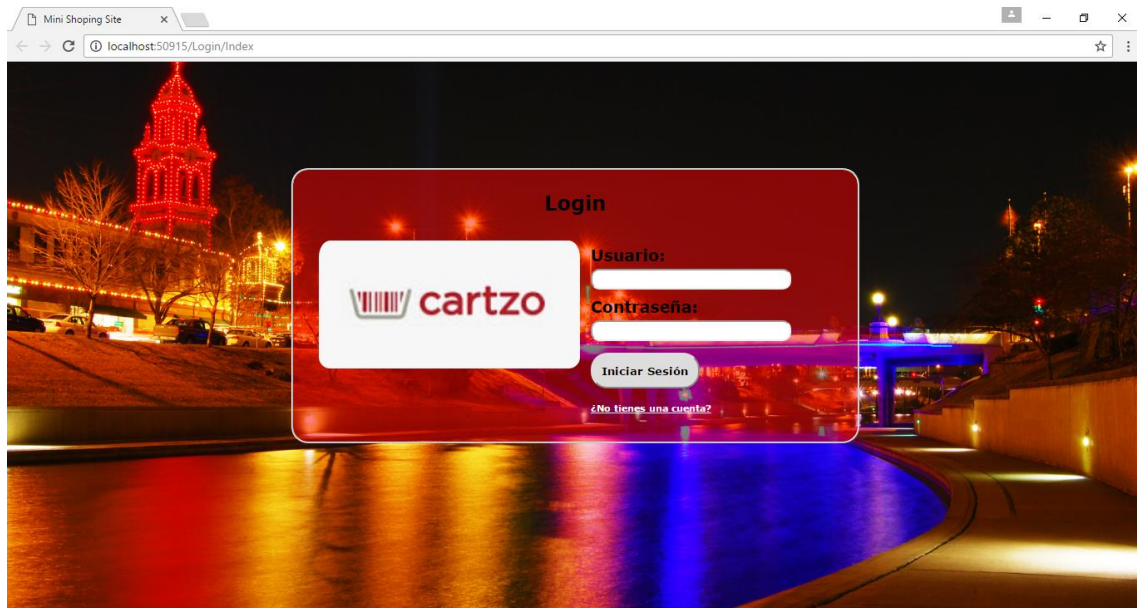 Mini Shoping Site
localhost:50915/Login/Index
Login
cartzo
Usuario:
Contraseña:
Iniciar Sesión
¿No tienes una cuenta?